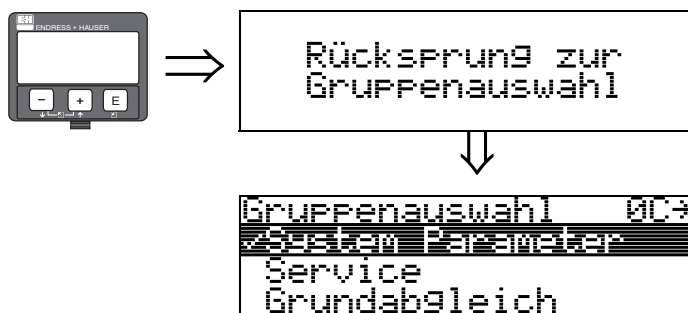 E+H
ENDRESS + HAUSER
- + E
Rücksprung zur
Gruppenauswahl
Gruppenauswahl 0C→
✓System Parameter
Service
Grundabgleich